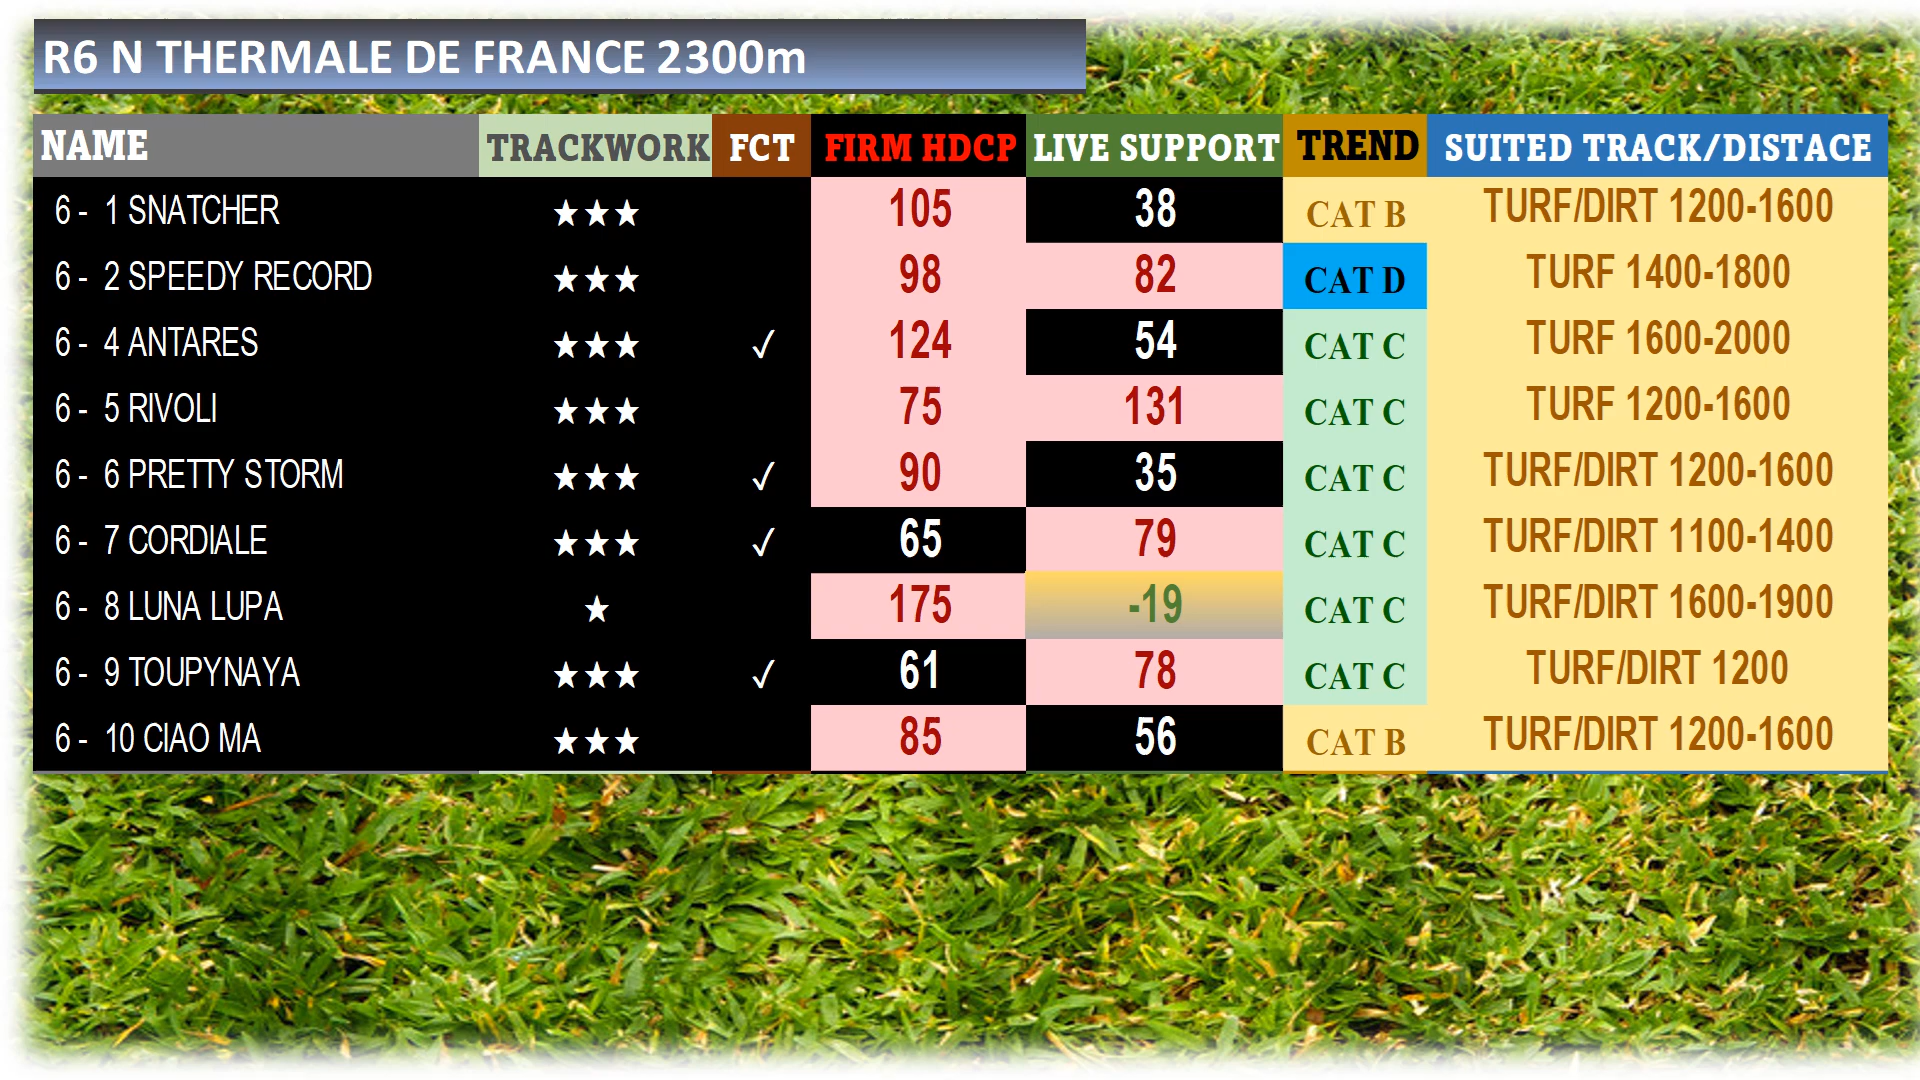 R6 N THERMALE DE FRANCE 2300m
NAME TRACKWORK FCT FIRM HDCP LIVE SUPPORT TREND SUITED TRACK/DISTACE
6 - 1 SNATCHER ★★★ 105 38 CAT B TURF/DIRT 1200-1600
6 - 2 SPEEDY RECORD ★★★ 98 82 CAT D TURF 1400-1800
6 - 4 ANTARES ★★★ ✓ 124 54 CAT C TURF 1600-2000
6 - 5 RIVOLI ★★★ 75 131 CAT C TURF 1200-1600
6 - 6 PRETTY STORM ★★★ ✓ 90 35 CAT C TURF/DIRT 1200-1600
6 - 7 CORDIALE ★★★ ✓ 65 79 CAT C TURF/DIRT 1100-1400
6 - 8 LUNA LUPA ★ 175 -19 CAT C TURF/DIRT 1600-1900
6 - 9 TOUPYNAYA ★★★ ✓ 61 78 CAT C TURF/DIRT 1200
6 - 10 CIAO MA ★★★ 85 56 CAT B TURF/DIRT 1200-1600